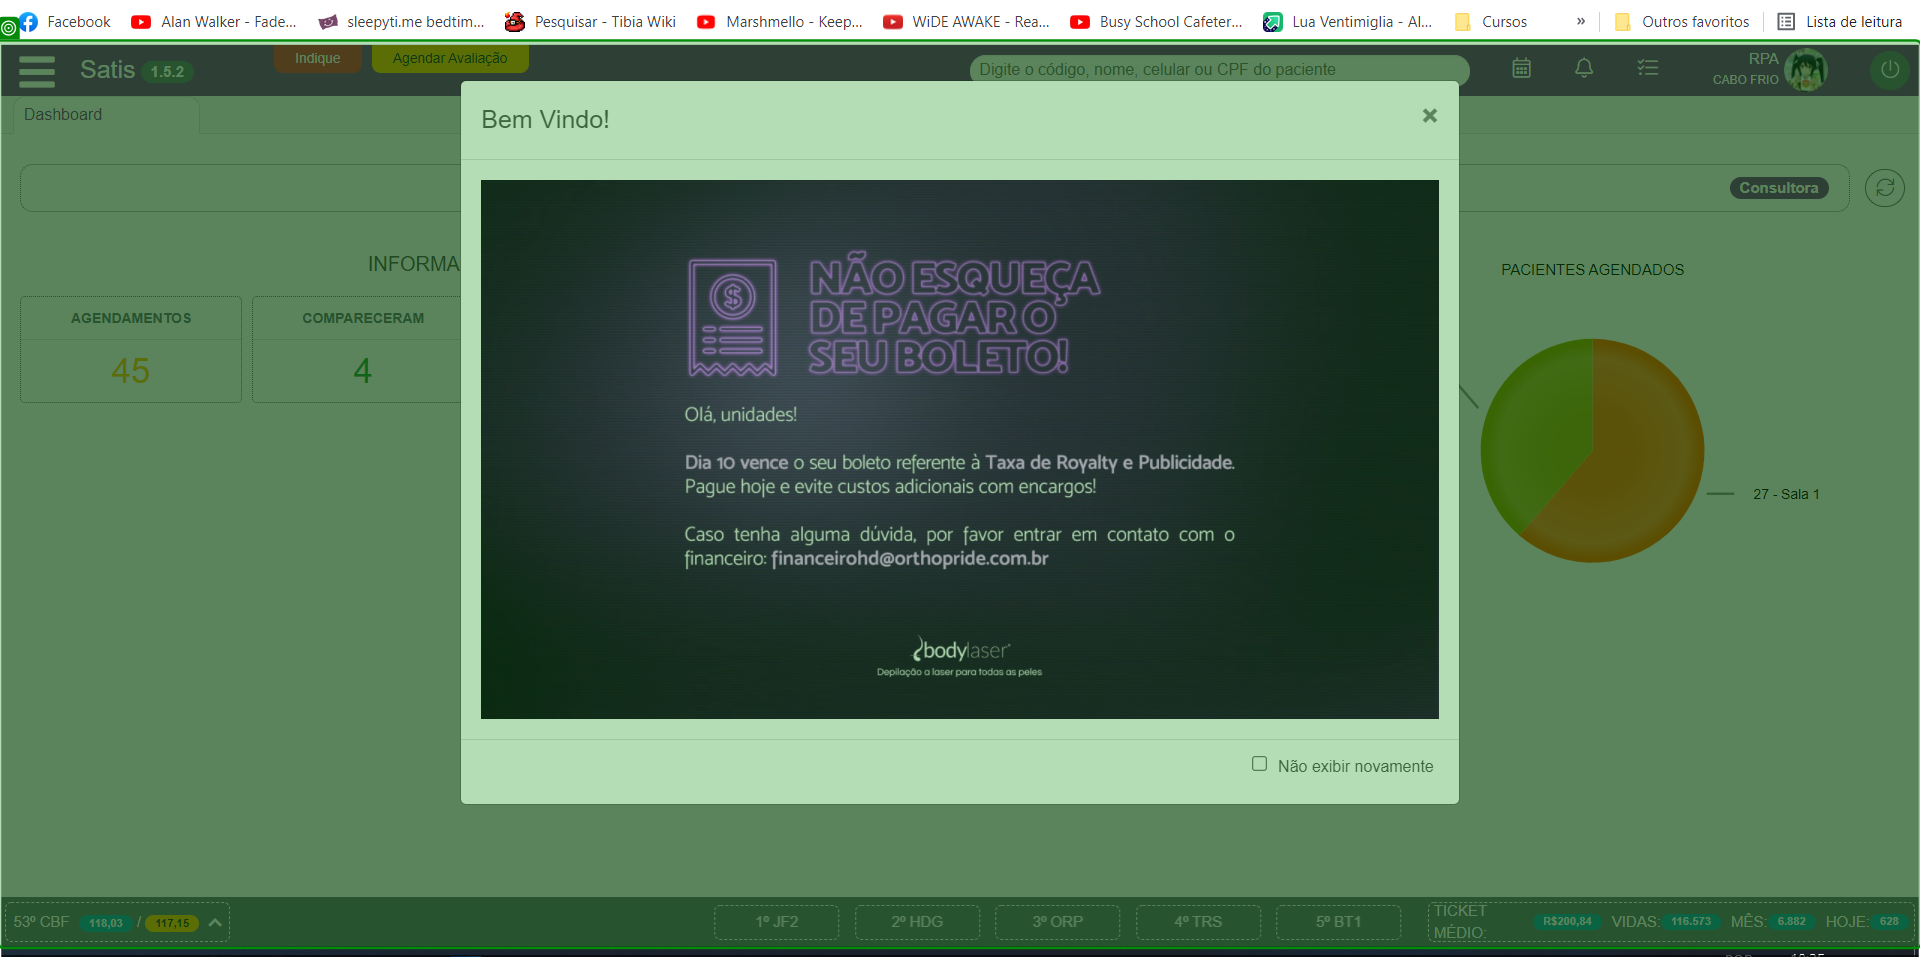 Facebook
Alan Walker - Fade...
sleepyti.me bedtim...
Pesquisar - Tibia Wiki
Marshmello - Keep...
WiDE AWAKE - Rea...
Busy School Cafeter...
Lua Ventimiglia - Al...
Cursos
»
Outros favoritos
Lista de leitura
Satis 1.5.2
Indique
Agendar Avaliação
Digite o código, nome, celular ou CPF do paciente
RPA
CABO FRIO
Dashboard
Bem Vindo!
×
Consultora
INFORMA
PACIENTES AGENDADOS
AGENDAMENTOS
45
COMPARECERAM
4
27 - Sala 1
NÃO ESQUEÇA
DE PAGAR O
SEU BOLETO!
Olá, unidades!
Dia 10 vence o seu boleto referente à Taxa de Royalty e Publicidade.
Pague hoje e evite custos adicionais com encargos!
Caso tenha alguma dúvida, por favor entrar em contato com o
financeiro: financeirohd@orthopride.com.br
bodylaser
Depilação a laser para todas as peles
Não exibir novamente
53º CBF 118,03 / 117,15
1º JF2
2º HDG
3º ORP
4º TRS
5º BT1
TICKET
MÉDIO: R$200,84 VIDAS: 116.573 MÊS: 6.882 HOJE: 628